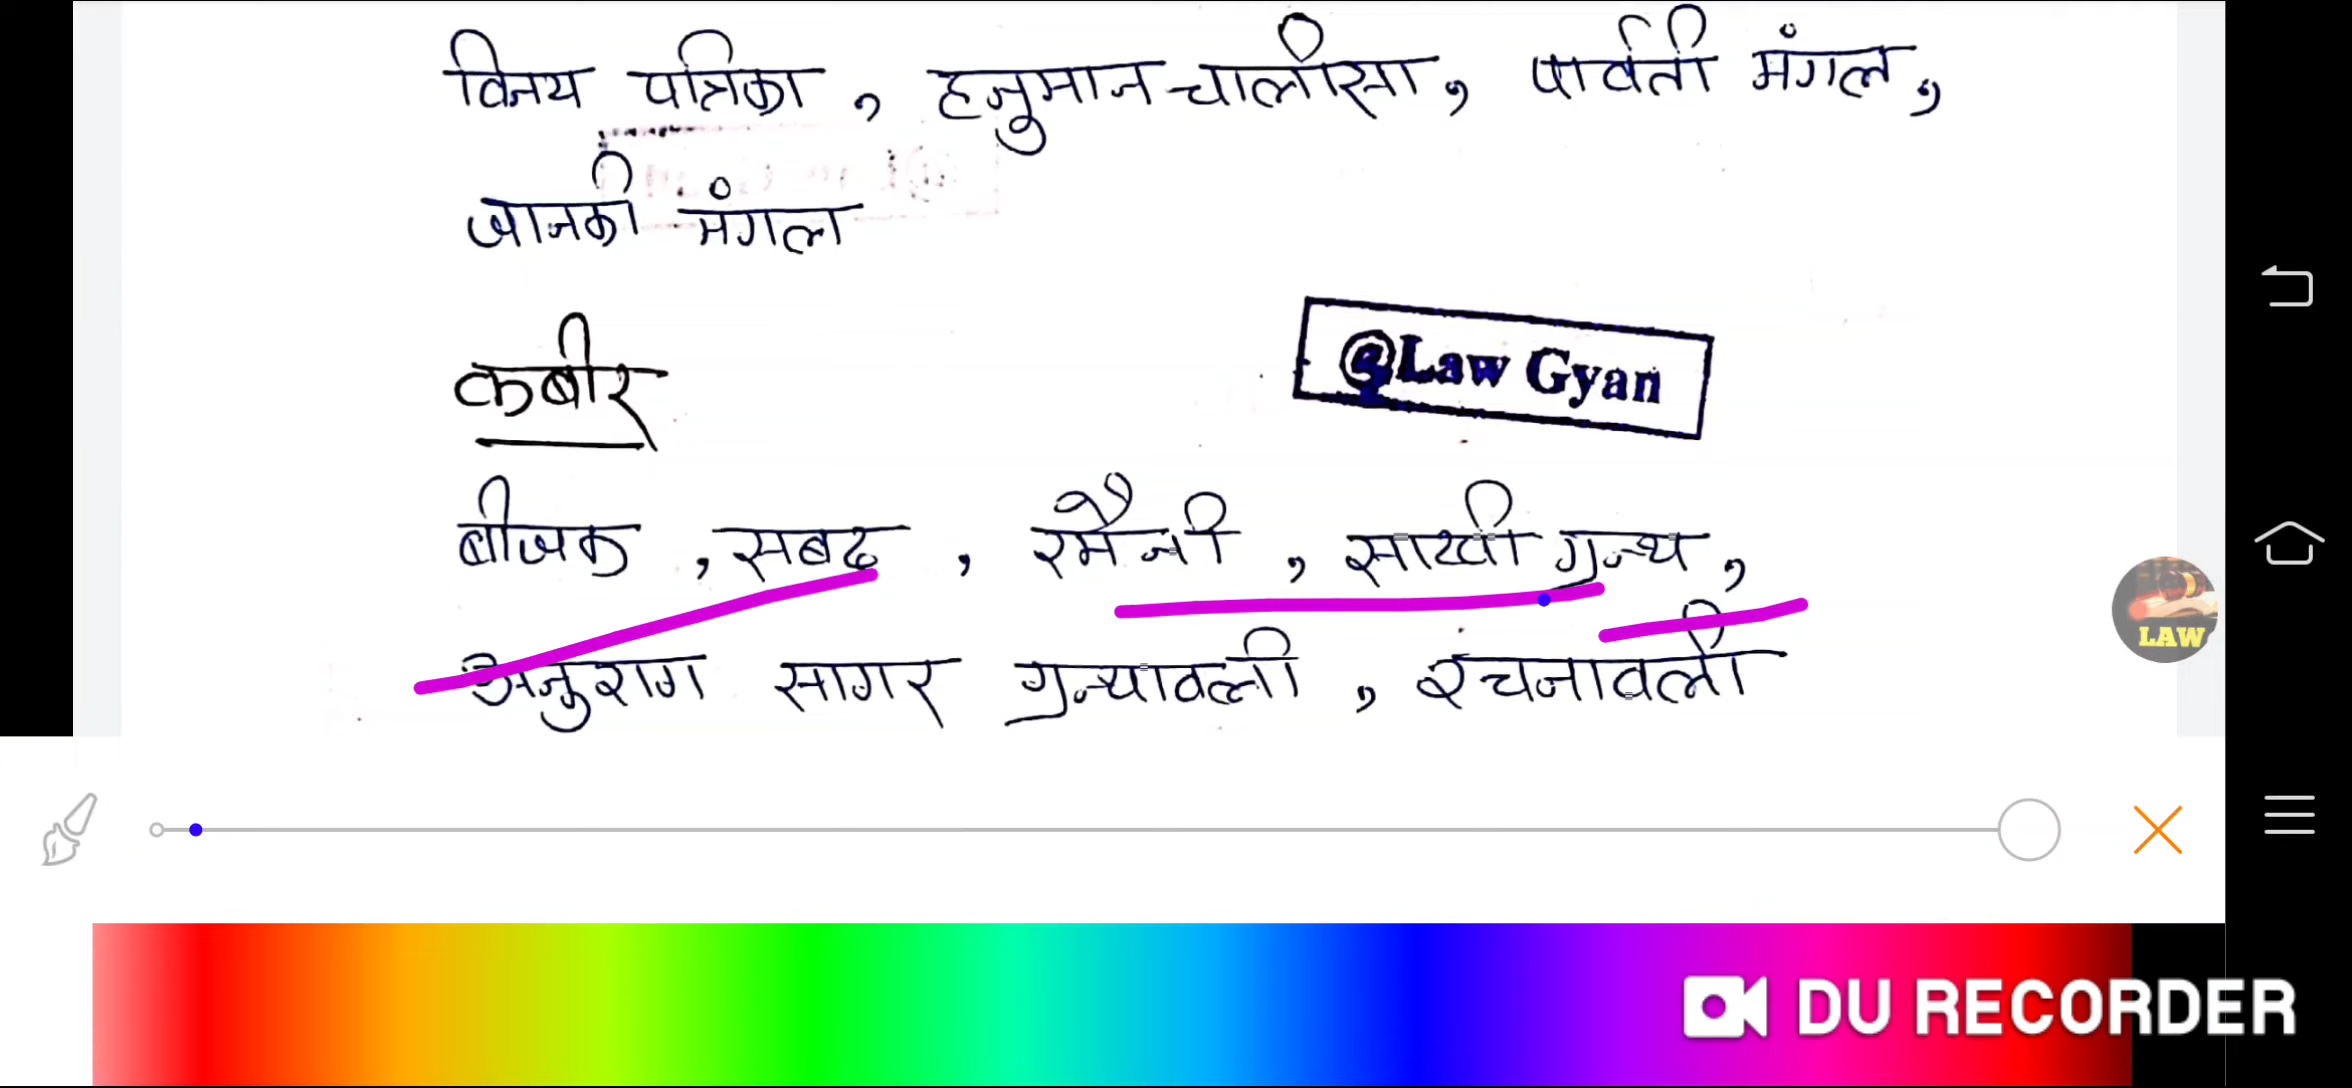 विनय पत्रिका, हनुमान चालीसा, पार्वती मंगल,
जानकी मंगल
@Law Gyan
कबीर
बीजक, सबद, रमैनी, साखी ग्रन्थ,
LAW
अनुराग सागर ग्रन्थावली, रचनावली
DU RECORDER